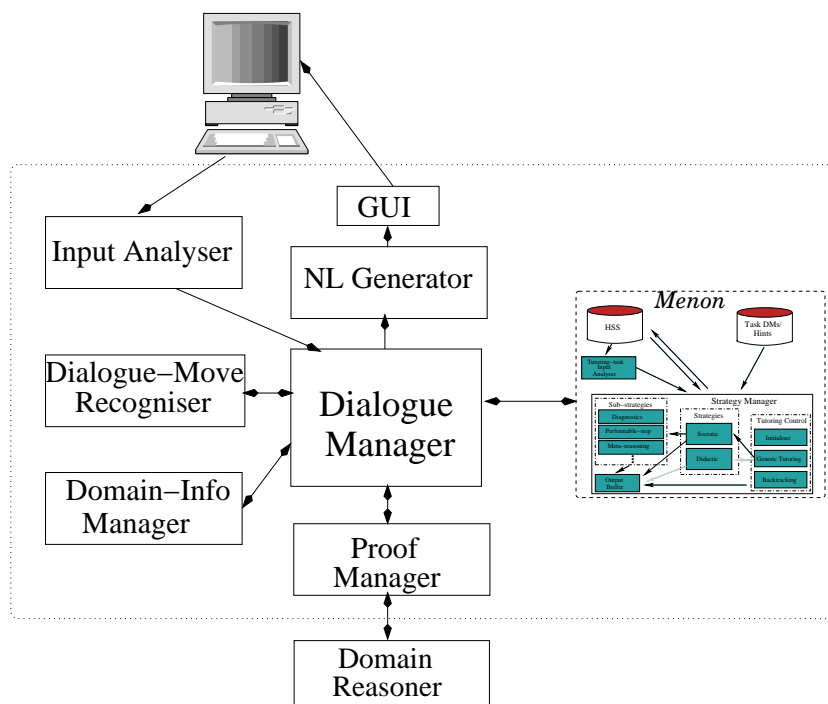 GUI
Input Analyser
NL Generator
Menon
HSS
Task DMs/
Hints
Tutoring−task
Input
Analyser
Dialogue−Move
Recogniser
Dialogue
Manager
Strategy Manager
Sub−strategies
Strategies
Tutoring Control
Diagnostics
Performable−step
Meta−reasoning
Socratic
Didactic
Initialiser
Generic Tutoring
Backtracking
Output
Buffer
Domain−Info
Manager
Proof
Manager
Domain
Reasoner